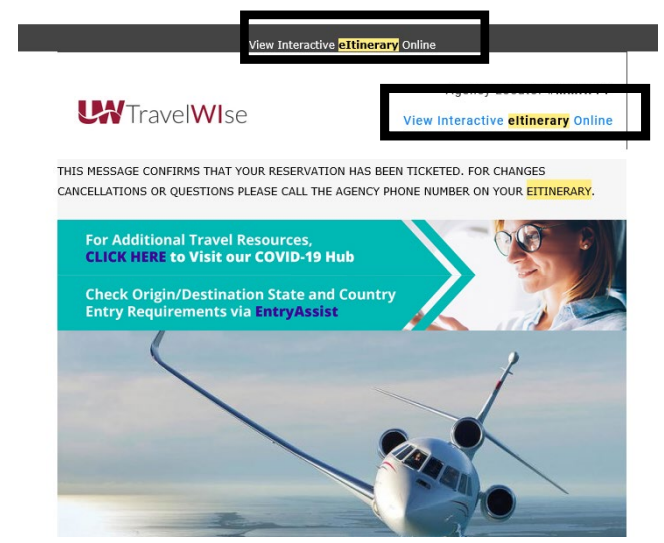 View Interactive eItinerary Online
UW TravelWIse
Agency
View Interactive eItinerary Online
THIS MESSAGE CONFIRMS THAT YOUR RESERVATION HAS BEEN TICKETED. FOR CHANGES
CANCELLATIONS OR QUESTIONS PLEASE CALL THE AGENCY PHONE NUMBER ON YOUR EITINERARY.
For Additional Travel Resources,
CLICK HERE to Visit our COVID-19 Hub
Check Origin/Destination State and Country
Entry Requirements via EntryAssist